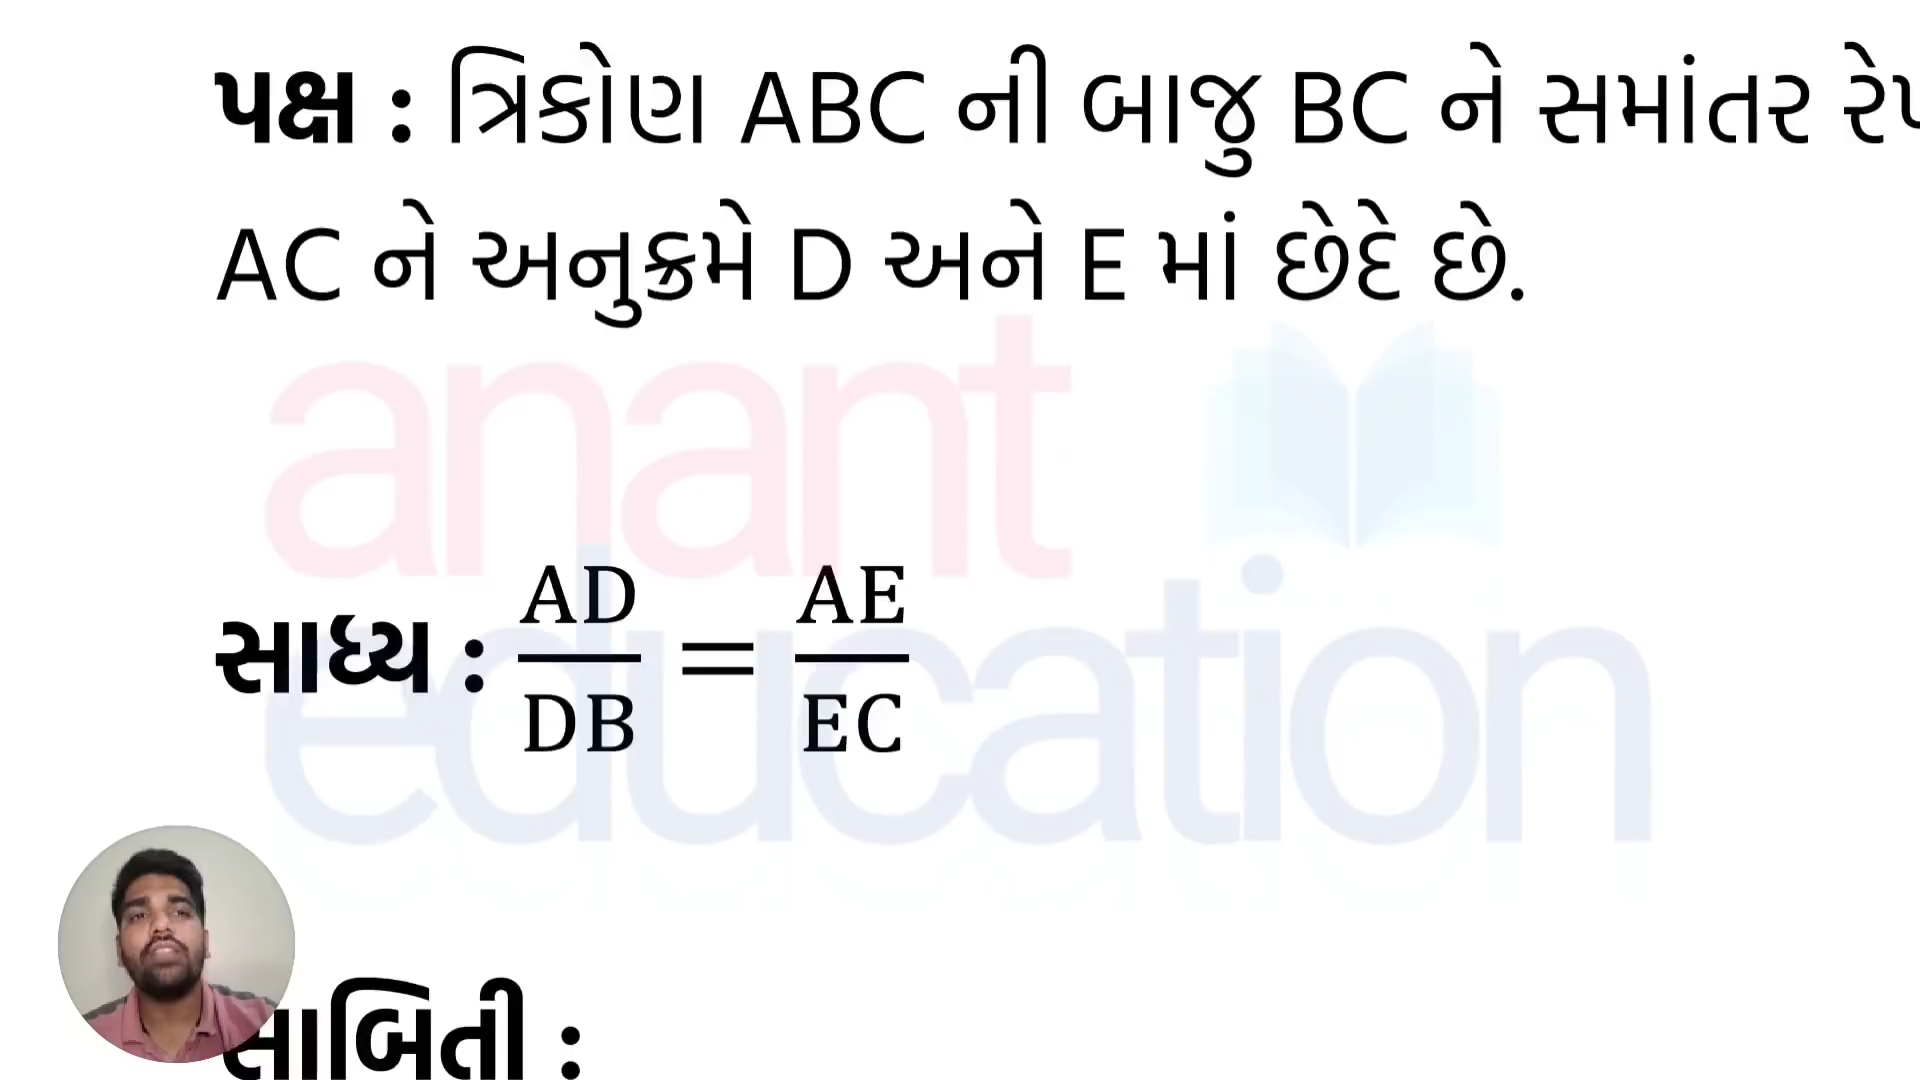 પક્ષ : ત્રિકોણ ABC ની બાજુ BC ને સમાંતર
AC ને અનુક્રમે D અને E માં છેદે છે.
anant
education
સાધ્ય : AD/DB = AE/EC
સાબિતી :